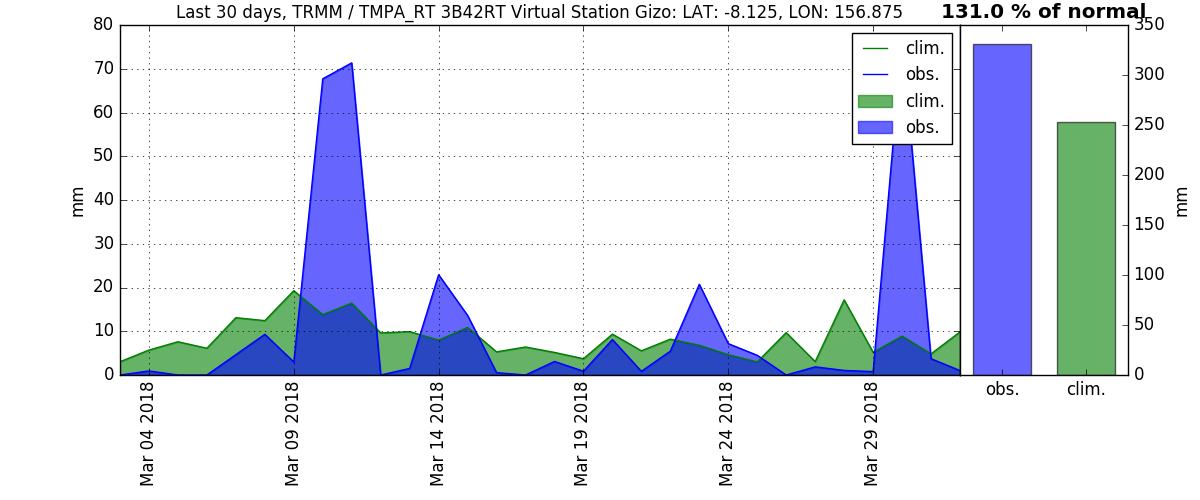 Last 30 days, TRMM / TMPA_RT 3B42RT Virtual Station Gizo: LAT: -8.125, LON: 156.875
131.0 % of normal
80
70
60
50
40
30
20
10
0
mm
clim.
obs.
clim.
obs.
350
300
250
200
150
100
50
0
mm
Mar 04 2018
Mar 09 2018
Mar 14 2018
Mar 19 2018
Mar 24 2018
Mar 29 2018
obs.
clim.